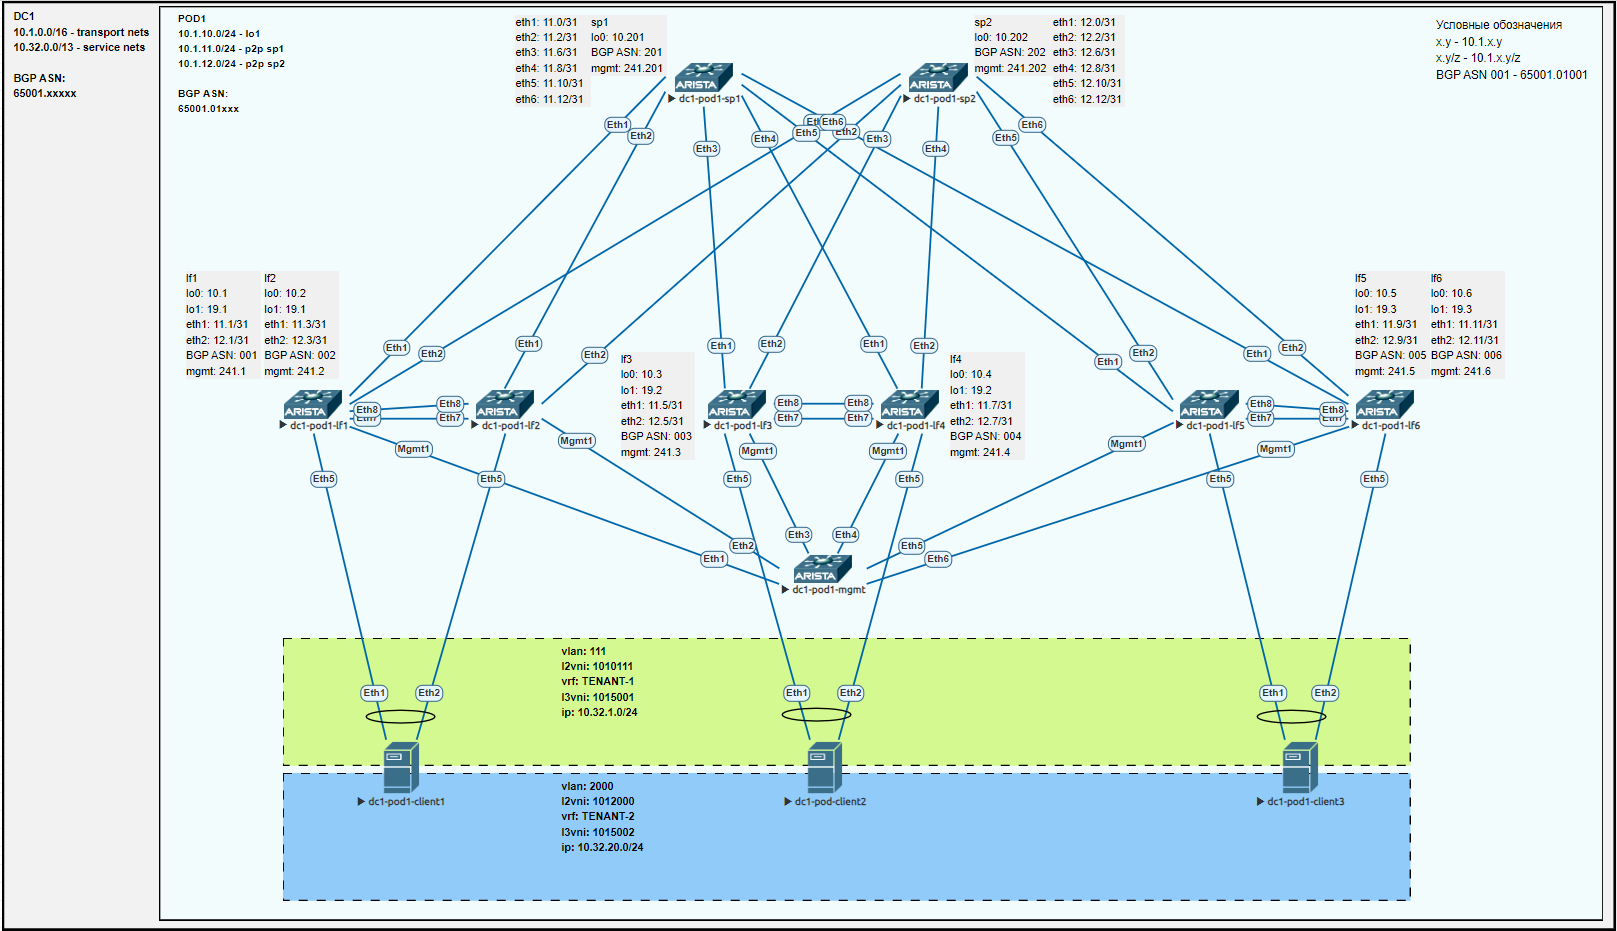 DC1
10.1.0.0/16 - transport nets
10.32.0.0/13 - service nets
BGP ASN:
65001.xxxxx
POD1
10.1.10.0/24 - lo1
10.1.11.0/24 - p2p sp1
10.1.12.0/24 - p2p sp2
BGP ASN:
65001.01xxx
eth1: 11.0/31
eth2: 11.2/31
eth3: 11.6/31
eth4: 11.8/31
eth5: 11.10/31
eth6: 11.12/31
sp1
lo0: 10.201
BGP ASN: 201
mgmt: 241.201
ARISTA
dc1-pod1-sp1
sp2
lo0: 10.202
BGP ASN: 202
mgmt: 241.202
eth1: 12.0/31
eth2: 12.2/31
eth3: 12.6/31
eth4: 12.8/31
eth5: 12.10/31
eth6: 12.12/31
ARISTA
dc1-pod1-sp2
Условные обозначения
x.y - 10.1.x.y
x.y/z - 10.1.x.y/z
BGP ASN 001 - 65001.01001
Eth1
Eth2
Eth3
Eth4
Eth5
Eth6
Eth2
Eth3
Eth4
Eth5
Eth6
lf1
lo0: 10.1
lo1: 19.1
eth1: 11.1/31
eth2: 12.1/31
BGP ASN: 001
mgmt: 241.1
lf2
lo0: 10.2
lo1: 19.1
eth1: 11.3/31
eth2: 12.3/31
BGP ASN: 002
mgmt: 241.2
lf3
lo0: 10.3
lo1: 19.2
eth1: 11.5/31
eth2: 12.5/31
BGP ASN: 003
mgmt: 241.3
lf4
lo0: 10.4
lo1: 19.2
eth1: 11.7/31
eth2: 12.7/31
BGP ASN: 004
mgmt: 241.4
lf5
lo0: 10.5
lo1: 19.3
eth1: 11.9/31
eth2: 12.9/31
BGP ASN: 005
mgmt: 241.5
lf6
lo0: 10.6
lo1: 19.3
eth1: 11.11/31
eth2: 12.11/31
BGP ASN: 006
mgmt: 241.6
Eth1
Eth2
Eth1
Eth2
Eth1
Eth2
Eth1
Eth2
Eth1
Eth2
Eth1
Eth2
ARISTA
dc1-pod1-lf1
Eth8
Eth7
Eth8
Eth7
ARISTA
dc1-pod1-lf2
ARISTA
dc1-pod1-lf3
Eth8
Eth7
Eth8
Eth7
ARISTA
dc1-pod1-lf4
ARISTA
dc1-pod1-lf5
Eth8
Eth7
Eth8
ARISTA
dc1-pod1-lf6
Mgmt1
Mgmt1
Mgmt1
Mgmt1
Mgmt1
Mgmt1
Eth5
Eth5
Eth5
Eth5
Eth5
Eth5
Eth1
Eth2
Eth3
Eth4
Eth5
Eth6
ARISTA
dc1-pod1-mgmt
vlan: 111
l2vni: 1010111
vrf: TENANT-1
l3vni: 1015001
ip: 10.32.1.0/24
Eth1
Eth2
Eth1
Eth2
Eth1
Eth2
vlan: 2000
l2vni: 1012000
vrf: TENANT-2
l3vni: 1015002
ip: 10.32.20.0/24
dc1-pod1-client1
dc1-pod-client2
dc1-pod1-client3